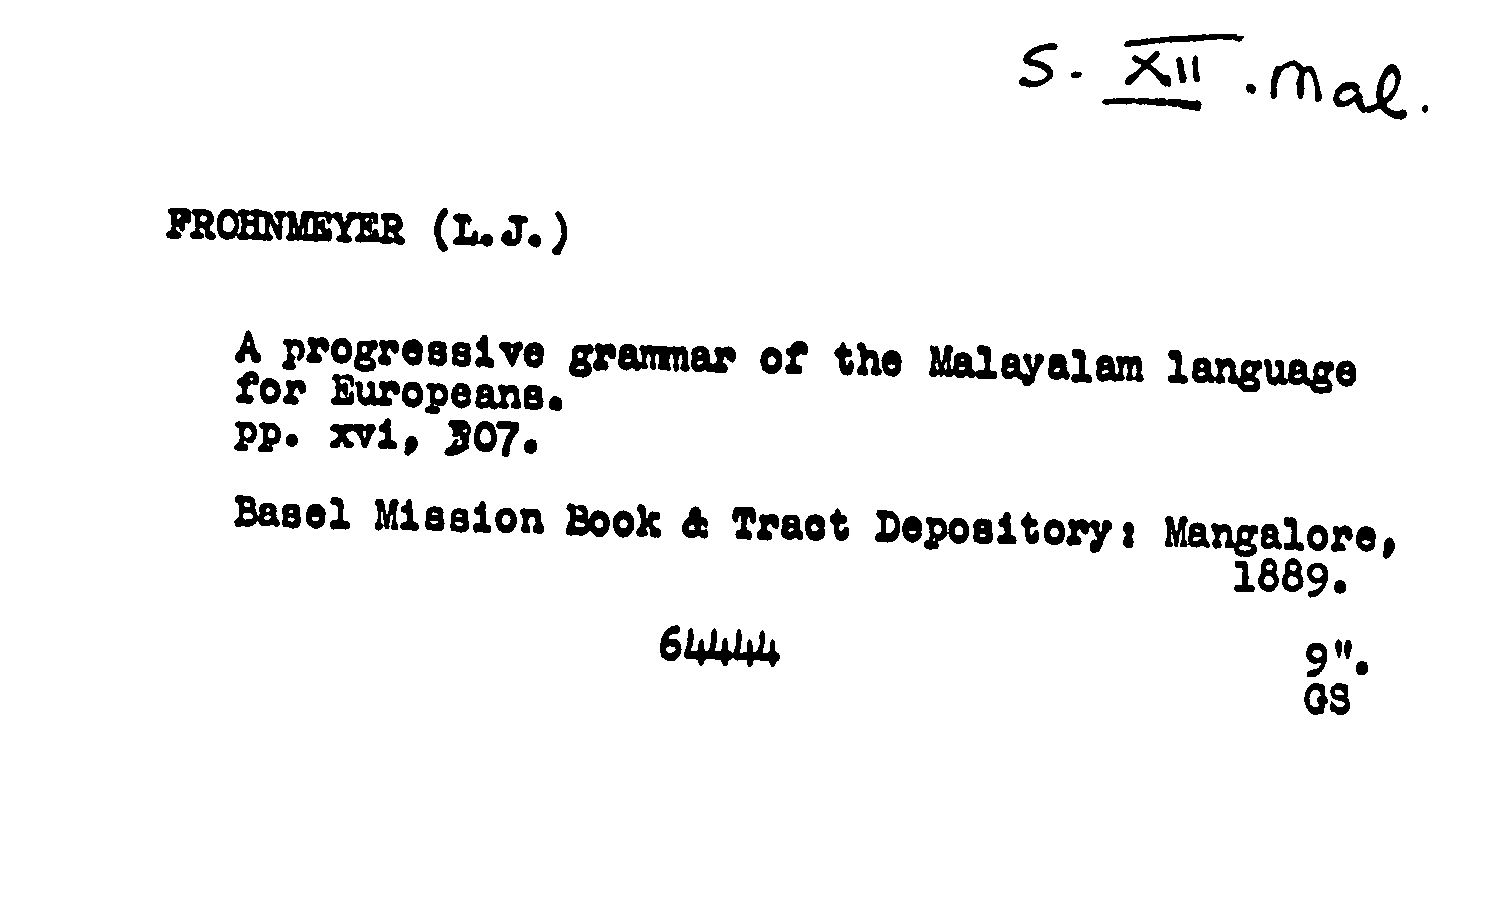 S. XII. Mal.
FROHNMEYER (L.J.)
A progressive grammar of the Malayalam language
for Europeans.
pp. xvi, 307.
Basel Mission Book & Tract Depository: Mangalore,
1889.
64444
9".
GS